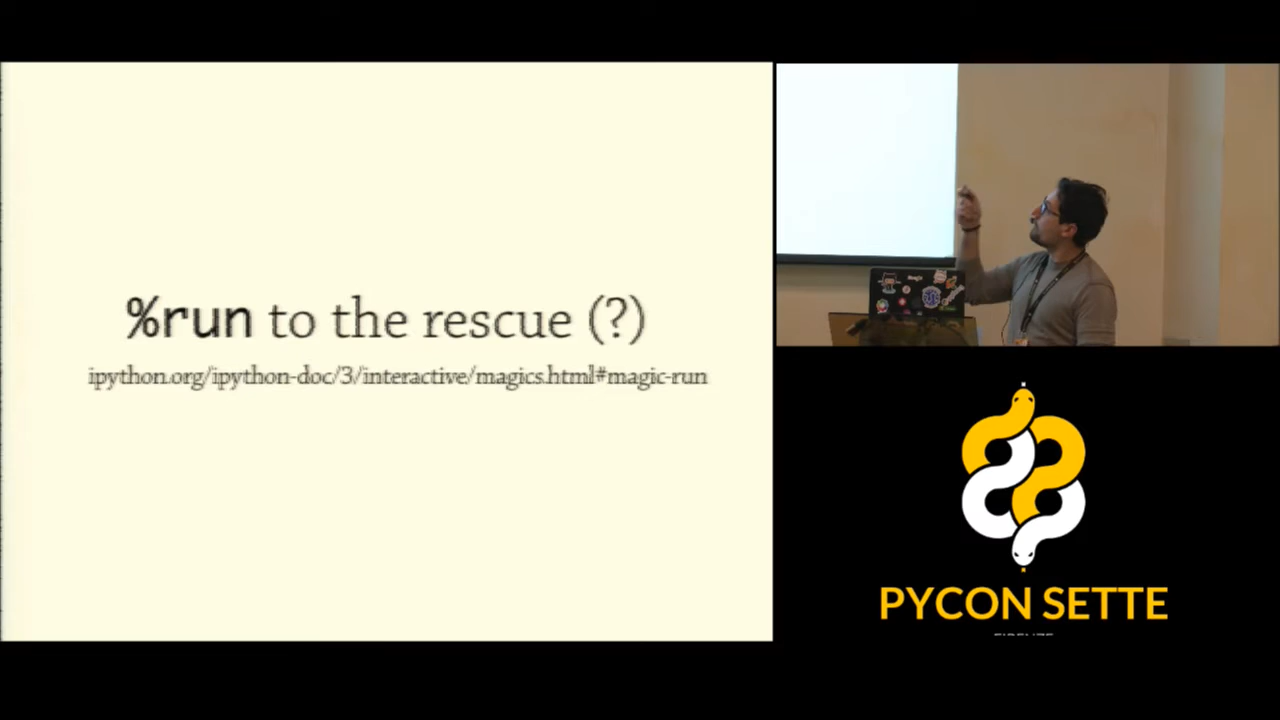 %run to the rescue (?)
ipython.org/ipython-doc/3/interactive/magics.html#magic-run
PYCON SETTE